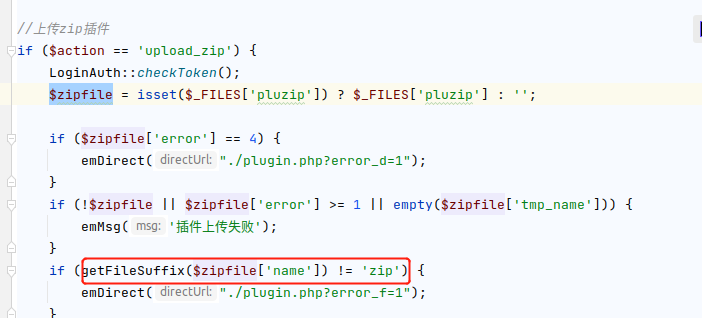 //上传zip插件
if ($action == 'upload_zip') {
LoginAuth::checkToken();
$zipfile = isset($_FILES['pluzip']) ? $_FILES['pluzip'] : '';
if ($zipfile['error'] == 4) {
emDirect( directUrl: "./plugin.php?error_d=1");
}
if (!$zipfile || $zipfile['error'] >= 1 || empty($zipfile['tmp_name'])) {
emMsg( msg: '插件上传失败');
}
if (getFileSuffix($zipfile['name']) != 'zip') {
emDirect( directUrl: "./plugin.php?error_f=1");
}